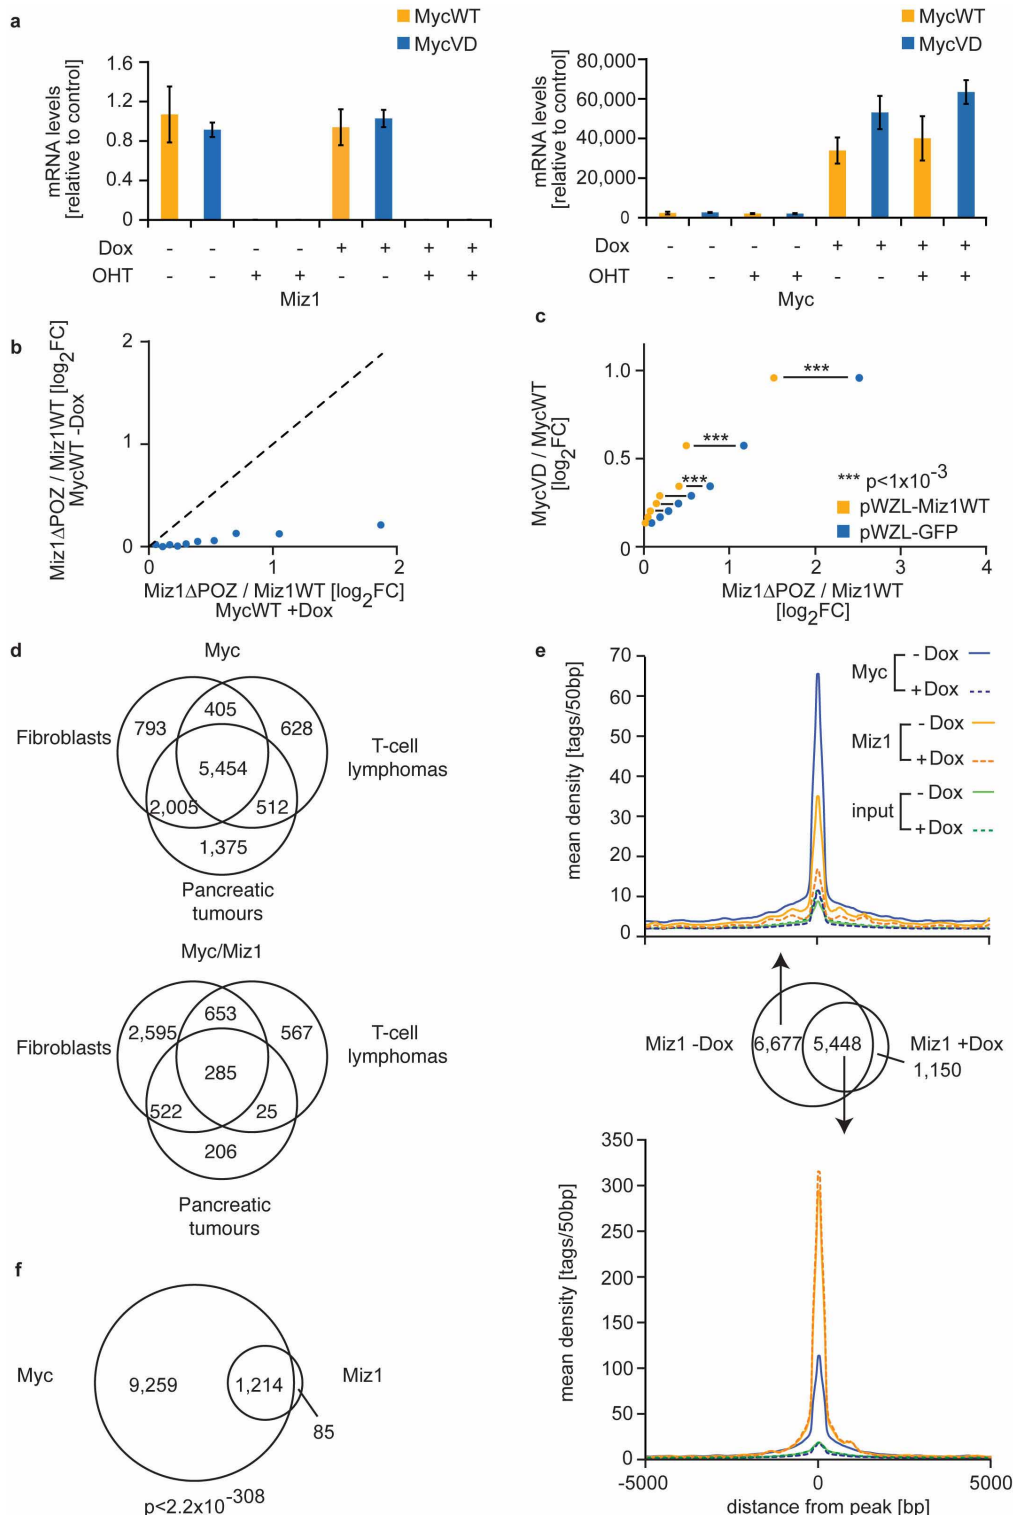 a
MycWT
MycVD
mRNA levels
[relative to control]
1.6
1.2
0.8
0.4
0
Dox - - - - + + + +
OHT - - + + - - + +
Miz1
MycWT
MycVD
mRNA levels
[relative to control]
80,000
60,000
40,000
20,000
0
Dox - - - - + + + +
OHT - - + + - - + +
Myc
b
Miz1ΔPOZ / Miz1WT [log2FC]
MycWT -Dox
2
1
0
0 1 2
Miz1ΔPOZ / Miz1WT [log2FC]
MycWT +Dox
c
MycVD / MycWT
[log2FC]
1.0
0.5
0
***
***
***
*** p<1x10-3
pWZL-Miz1WT
pWZL-GFP
0 1 2 3 4
Miz1ΔPOZ / Miz1WT
[log2FC]
d
Myc
Fibroblasts
T-cell
lymphomas
793
405
628
5,454
2,005
512
1,375
Pancreatic
tumours
Myc/Miz1
Fibroblasts
T-cell
lymphomas
2,595
653
567
285
522
25
206
Pancreatic
tumours
e
mean density [tags/50bp]
70
60
50
40
30
20
10
0
Myc
- Dox
+Dox
Miz1
- Dox
+Dox
input
- Dox
+Dox
Miz1 -Dox
6,677
5,448
Miz1 +Dox
1,150
mean density [tags/50bp]
350
300
250
200
150
100
50
0
-5000 0 5000
distance from peak [bp]
f
Myc
9,259
1,214
Miz1
85
p<2.2x10-308